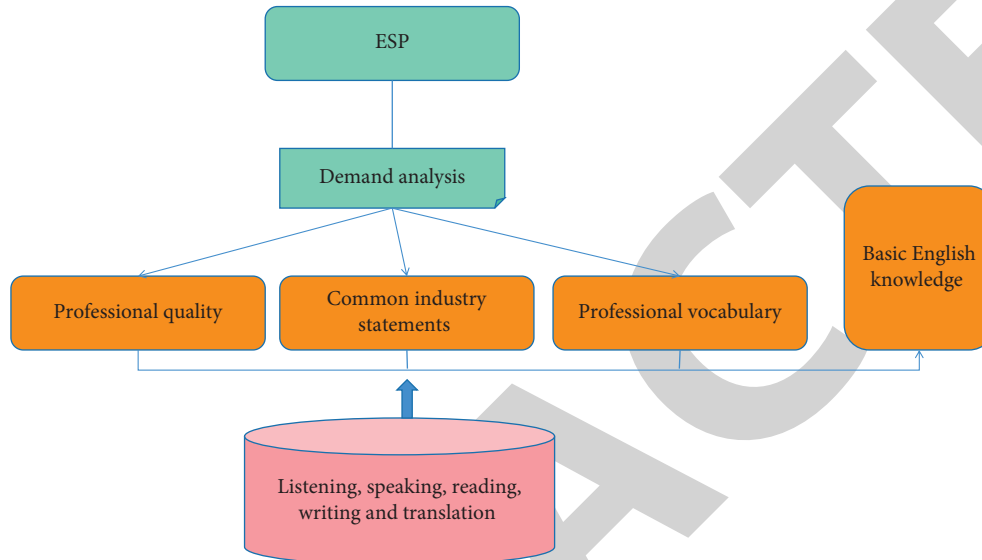 ESP
Demand analysis
Basic English
knowledge
Professional quality
Common industry
statements
Professional vocabulary
Listening, speaking, reading,
writing and translation
ACTE